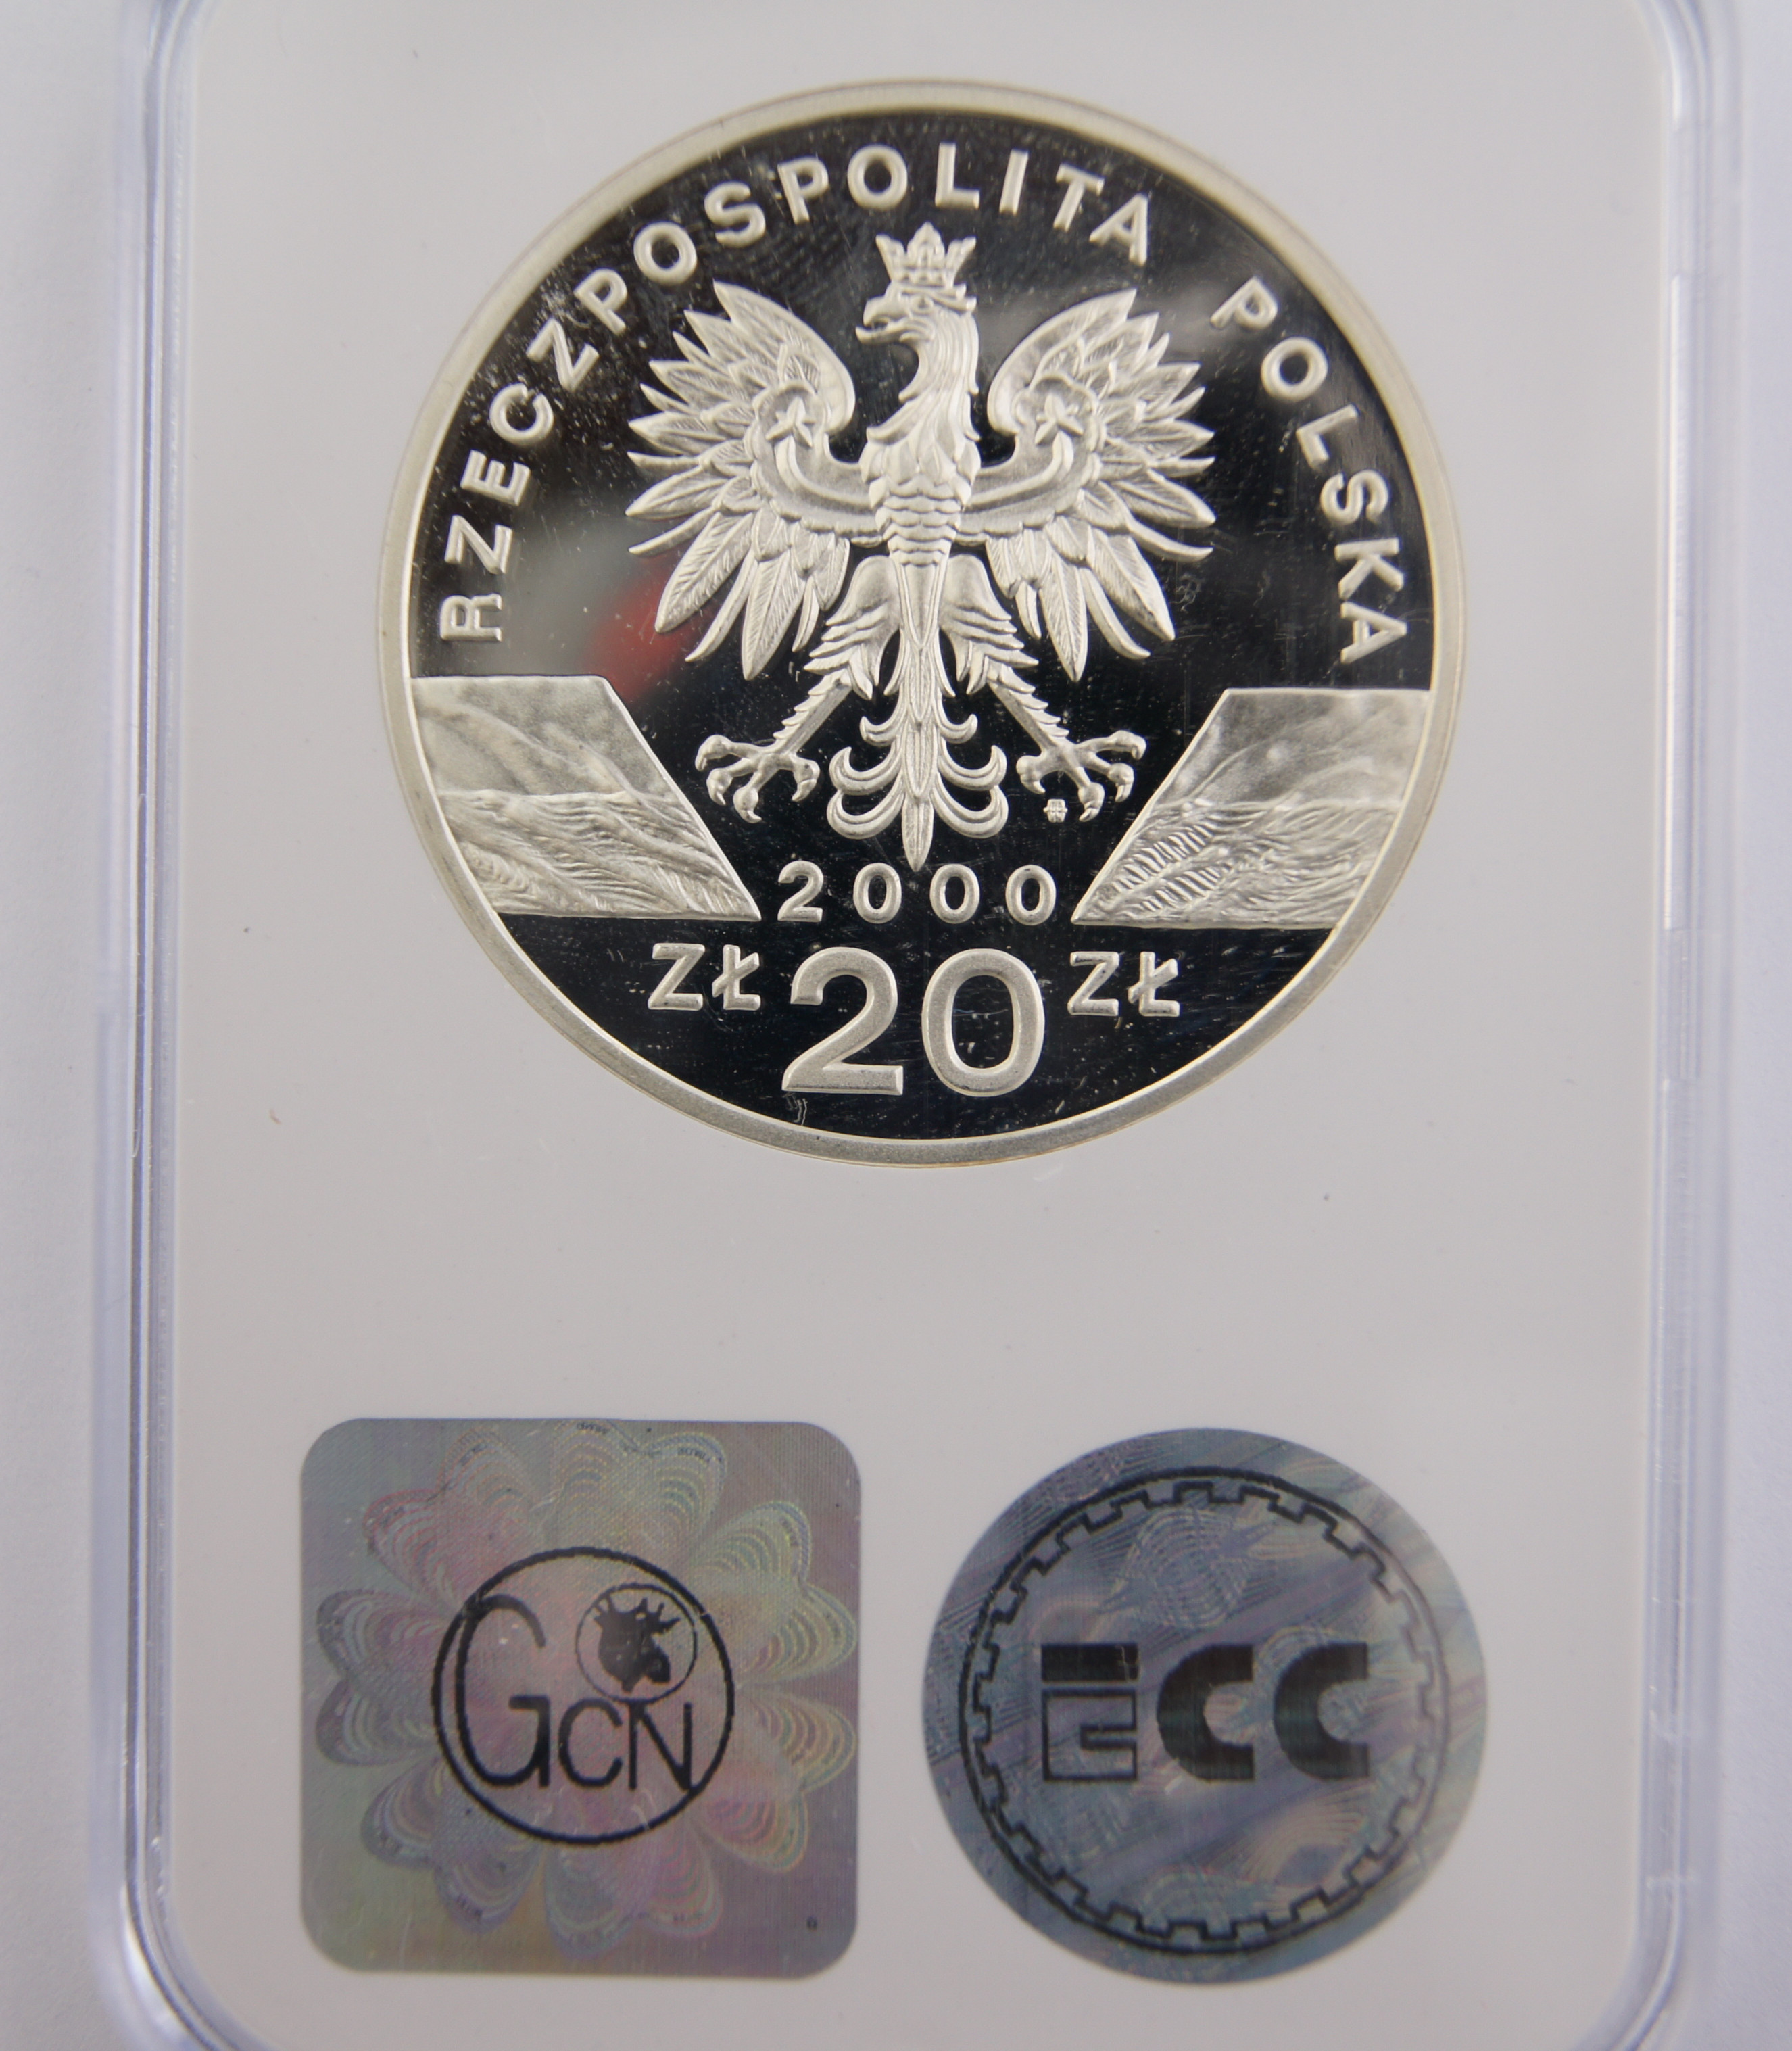 RZECZPOSPOLITA POLSKA
2000
ZŁ 20 ZŁ
GCN
ECC